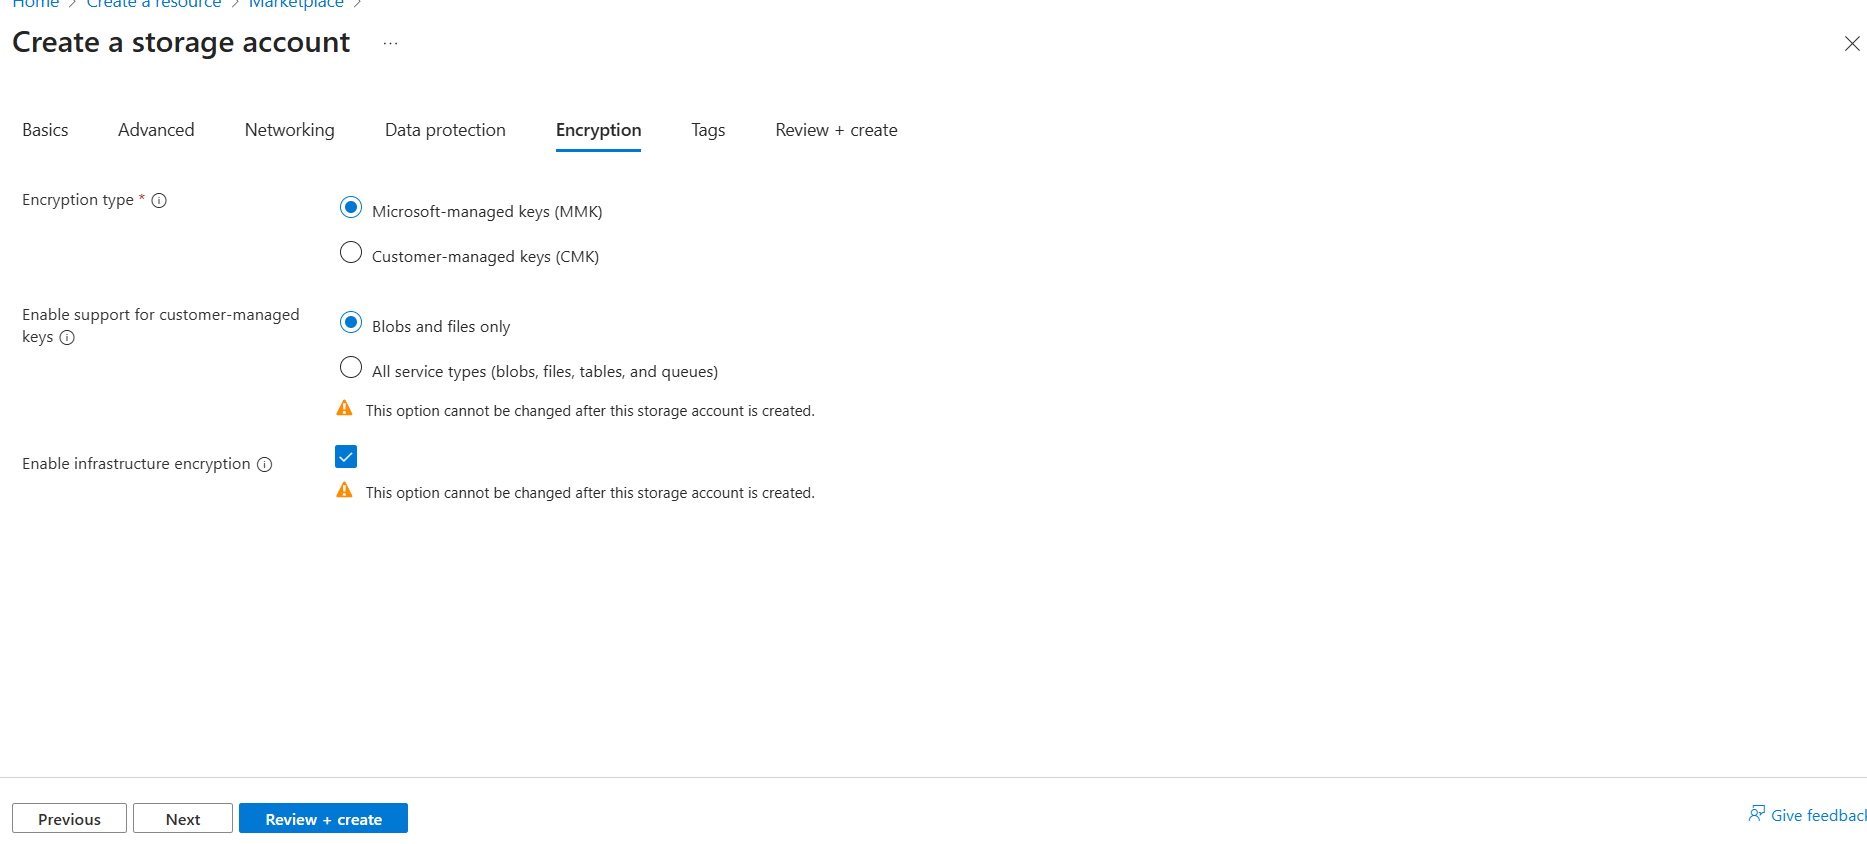 Home > Create a resource > Marketplace >
Create a storage account ...
Basics Advanced Networking Data protection Encryption Tags Review + create
Encryption type *
Microsoft-managed keys (MMK)
Customer-managed keys (CMK)
Enable support for customer-managed
keys
Blobs and files only
All service types (blobs, files, tables, and queues)
This option cannot be changed after this storage account is created.
Enable infrastructure encryption
This option cannot be changed after this storage account is created.
Previous Next Review + create
Give feedback